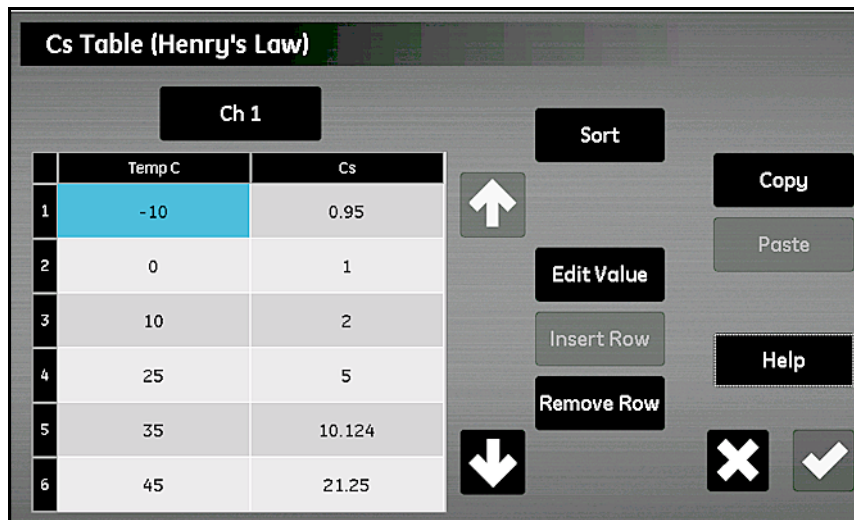 Cs Table (Henry's Law)
Ch 1
Sort
Copy
Paste
Temp C Cs
1 -10 0.95
2 0 1
3 10 2
4 25 5
5 35 10.124
6 45 21.25
Edit Value
Insert Row
Remove Row
Help